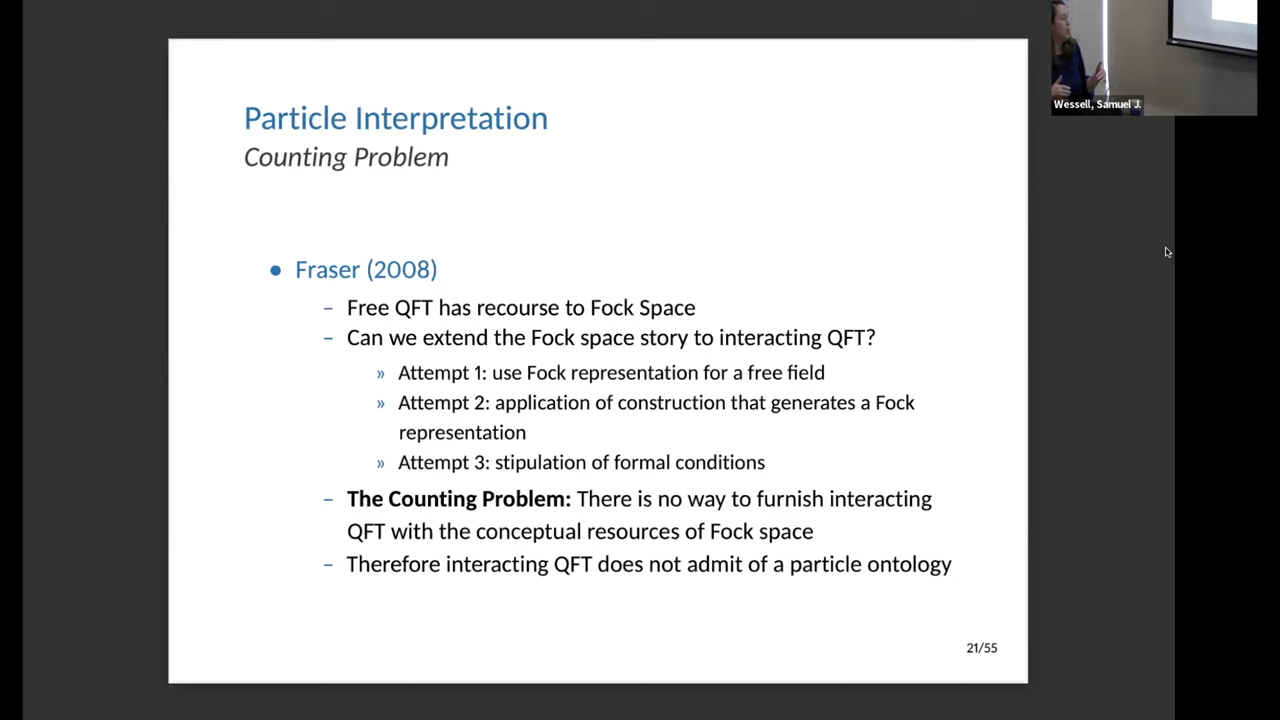 Particle Interpretation
Counting Problem
● Fraser (2008)
– Free QFT has recourse to Fock Space
– Can we extend the Fock space story to interacting QFT?
» Attempt 1: use Fock representation for a free field
» Attempt 2: application of construction that generates a Fock
representation
» Attempt 3: stipulation of formal conditions
– The Counting Problem: There is no way to furnish interacting
QFT with the conceptual resources of Fock space
– Therefore interacting QFT does not admit of a particle ontology
21/55
Wessell, Samuel J.